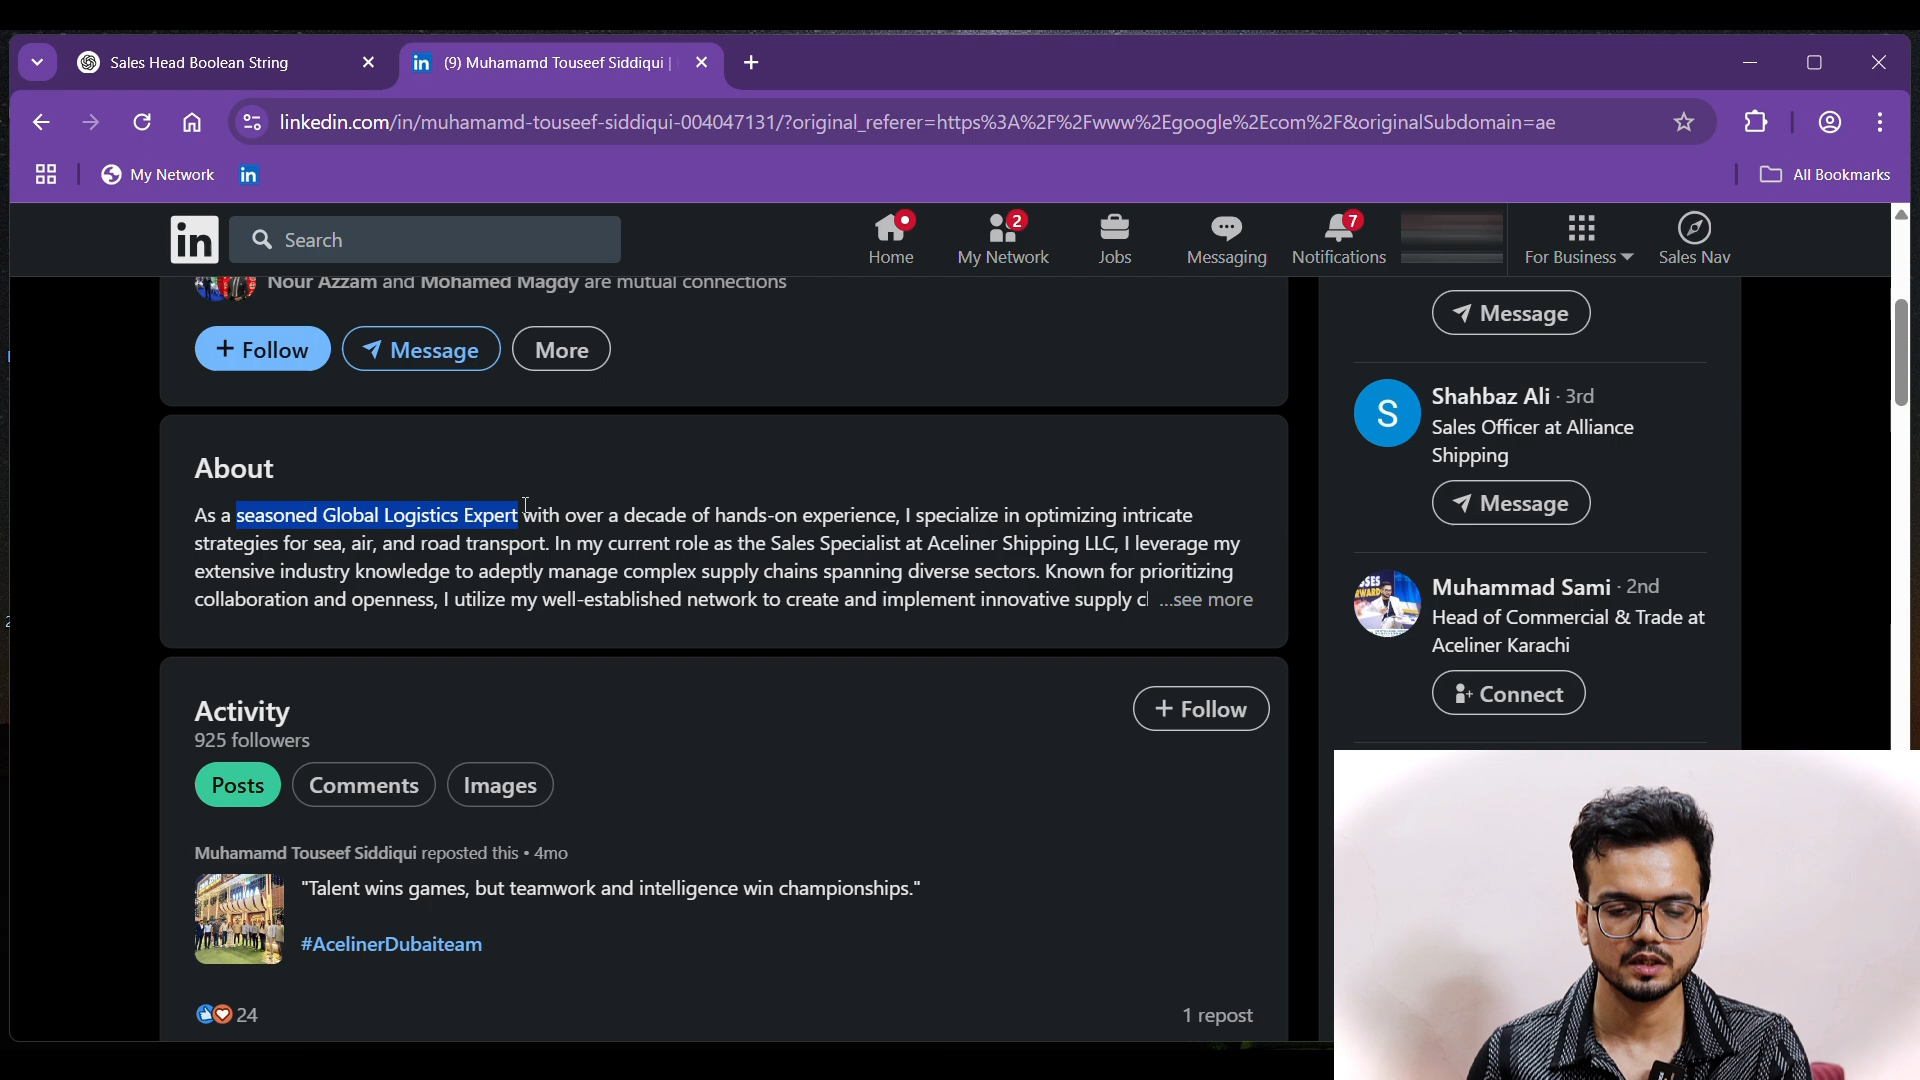 Sales Head Boolean String
in (9) Muhamamd Touseef Siddiqui |
linkedin.com/in/muhamamd-touseef-siddiqui-004047131/?original_referer=https%3A%2F%2Fwww%2Egoogle%2Ecom%2F&originalSubdomain=ae
My Network
in
All Bookmarks
in
Search
2
7
Home
My Network
Jobs
Messaging
Notifications
For Business
Sales Nav
Nour Azzam and Mohamed Magdy are mutual connections
+ Follow
Message
More
Message
About
As a seasoned Global Logistics Expert with over a decade of hands-on experience, I specialize in optimizing intricate
strategies for sea, air, and road transport. In my current role as the Sales Specialist at Aceliner Shipping LLC, I leverage my
extensive industry knowledge to adeptly manage complex supply chains spanning diverse sectors. Known for prioritizing
collaboration and openness, I utilize my well-established network to create and implement innovative supply cl ...see more
S
Shahbaz Ali · 3rd
Sales Officer at Alliance
Shipping
Message
Muhammad Sami · 2nd
Head of Commercial & Trade at
Aceliner Karachi
Connect
Activity
925 followers
+ Follow
Posts
Comments
Images
Muhamamd Touseef Siddiqui reposted this • 4mo
"Talent wins games, but teamwork and intelligence win championships."
#AcelinerDubaiteam
24
1 repost